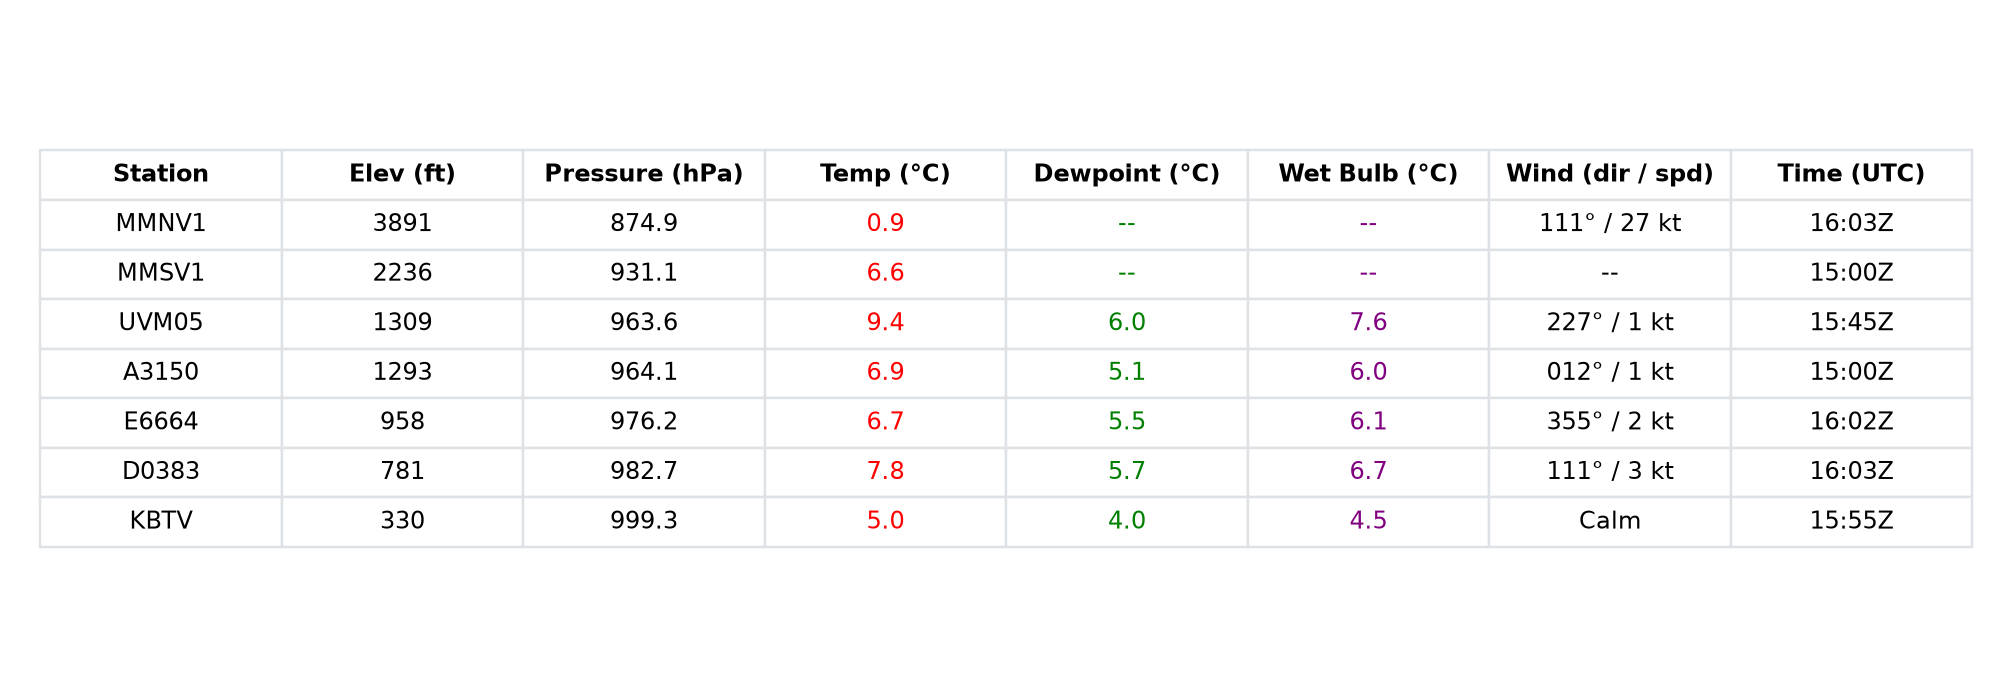 Station Elev (ft) Pressure (hPa) Temp (°C) Dewpoint (°C) Wet Bulb (°C) Wind (dir / spd) Time (UTC)
MMNV1 3891 874.9 0.9 -- -- 111° / 27 kt 16:03Z
MMSV1 2236 931.1 6.6 -- -- -- 15:00Z
UVM05 1309 963.6 9.4 6.0 7.6 227° / 1 kt 15:45Z
A3150 1293 964.1 6.9 5.1 6.0 012° / 1 kt 15:00Z
E6664 958 976.2 6.7 5.5 6.1 355° / 2 kt 16:02Z
D0383 781 982.7 7.8 5.7 6.7 111° / 3 kt 16:03Z
KBTV 330 999.3 5.0 4.0 4.5 Calm 15:55Z